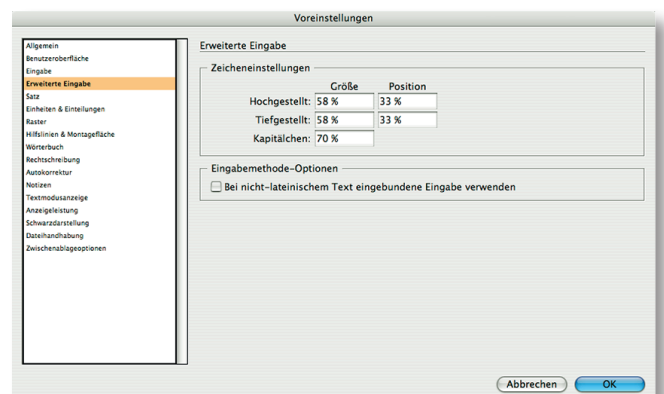 Voreinstellungen
Allgemein
Benutzeroberfläche
Eingabe
Erweiterte Eingabe
Satz
Einheiten & Einteilungen
Raster
Hilfslinien & Montagefläche
Wörterbuch
Rechtschreibung
Autokorrektur
Notizen
Textmodusanzeige
Anzeigeleistung
Schwarzdarstellung
Dateihandhabung
Zwischenablageoptionen
Erweiterte Eingabe
Zeicheneinstellungen
Größe Position
Hochgestellt: 58 % 33 %
Tiefgestellt: 58 % 33 %
Kapitälchen: 70 %
Eingabemethode-Optionen
Bei nicht-lateinischem Text eingebundene Eingabe verwenden
Abbrechen OK